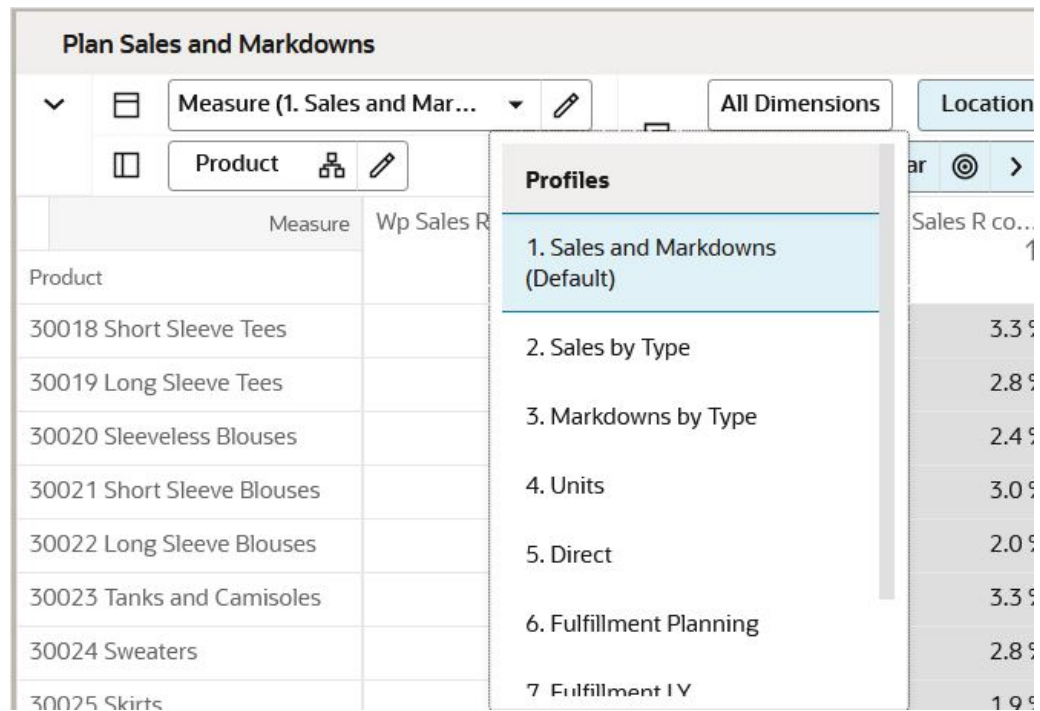 Plan Sales and Markdowns
Measure (1. Sales and Mar...
All Dimensions
Location
Product
Profiles
Measure
Wp Sales R
Sales R co...
Product
1. Sales and Markdowns
(Default)
30018 Short Sleeve Tees
3.3
2. Sales by Type
30019 Long Sleeve Tees
2.8
3. Markdowns by Type
30020 Sleeveless Blouses
2.4
30021 Short Sleeve Blouses
4. Units
3.0
30022 Long Sleeve Blouses
5. Direct
2.0
30023 Tanks and Camisoles
3.3
6. Fulfillment Planning
30024 Sweaters
2.8
7. Fulfillment LY
30025 Skirts
1.9